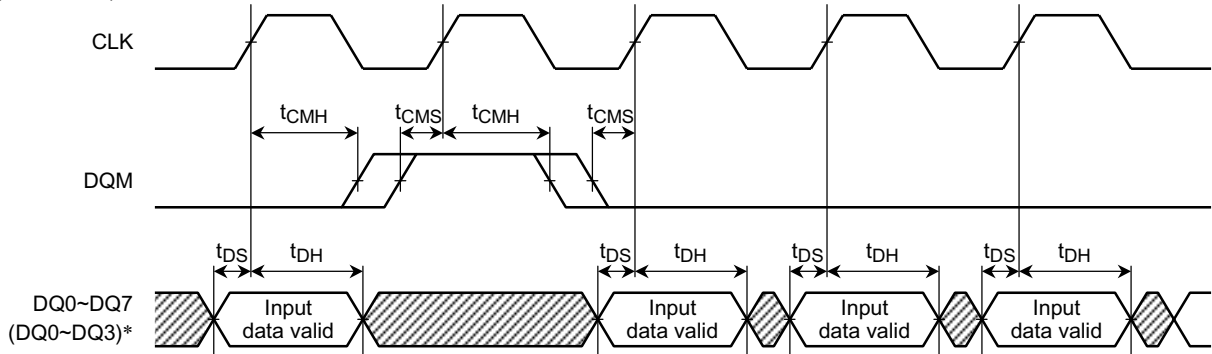 CLK
tCMH tCMS tCMH tCMS
DQM
tDS tDH tDS tDH tDS tDH tDS tDH
DQ0~DQ7
(DQ0~DQ3)*
Input
data valid
Input
data valid
Input
data valid
Input
data valid